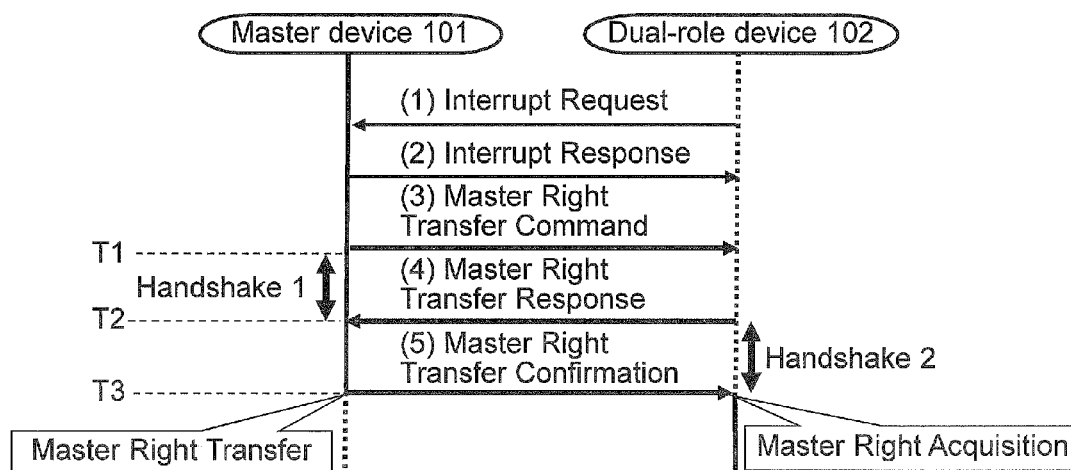 Master device 101
Dual-role device 102
(1) Interrupt Request
(2) Interrupt Response
(3) Master Right
Transfer Command
T1
Handshake 1
(4) Master Right
Transfer Response
T2
(5) Master Right
Transfer Confirmation
Handshake 2
T3
Master Right Transfer
Master Right Acquisition